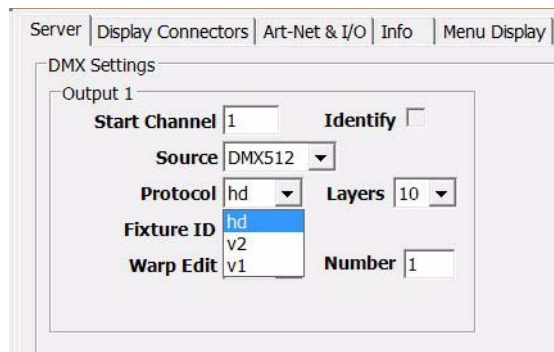 Server Display Connectors Art-Net & I/O Info Menu Display
DMX Settings
Output 1
Start Channel 1 Identify
Source DMX512
Protocol hd Layers 10
Fixture ID hd
v2
Warp Edit v1 Number 1